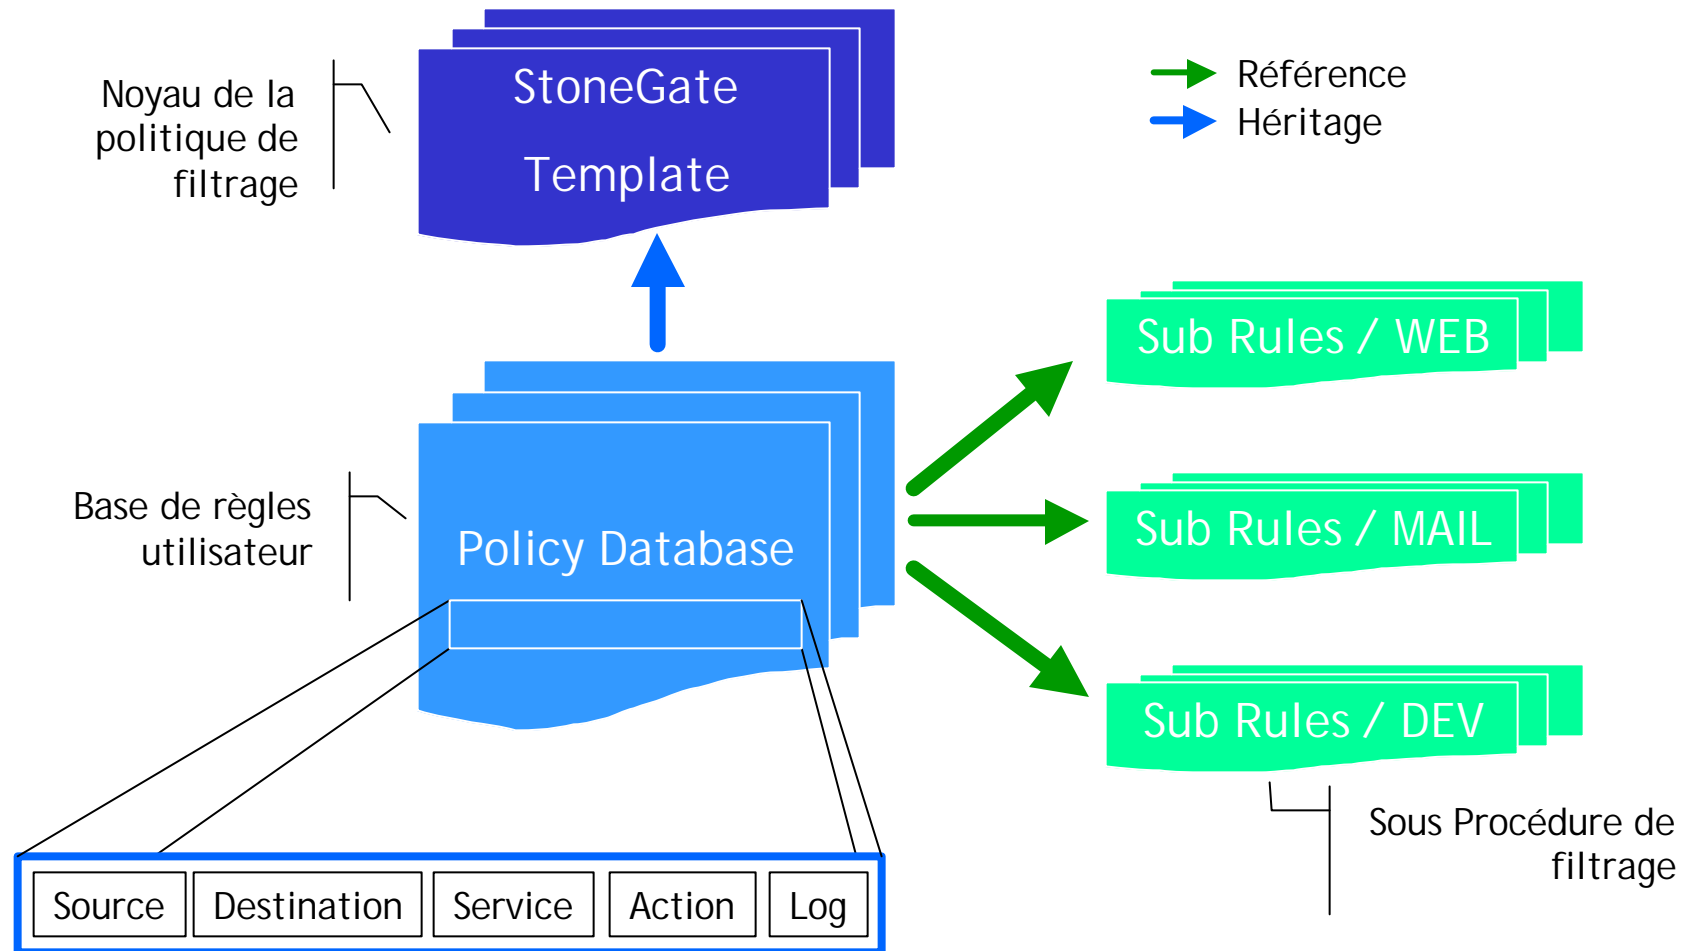 StoneGate
Template
Noyau de la
politique de
filtrage
Référence
Héritage
Sub Rules / WEB
Base de règles
utilisateur
Policy Database
Sub Rules / MAIL
Sub Rules / DEV
Sous Procédure de
filtrage
Source
Destination
Service
Action
Log